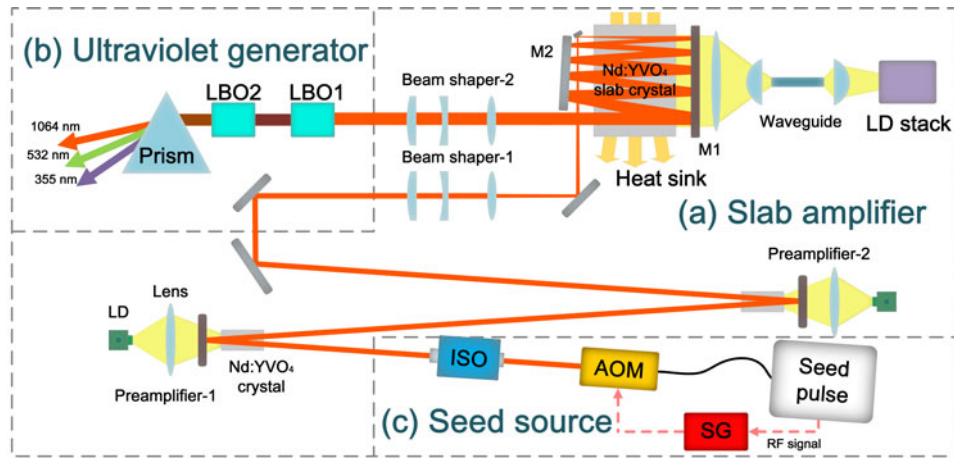 (b) Ultraviolet generator
LBO2
LBO1
1064 nm
532 nm
355 nm
Prism
Beam shaper-2
Beam shaper-1
M2
Nd:YVO₄
slab crystal
M1
Heat sink
Waveguide
LD stack
(a) Slab amplifier
Preamplifier-2
LD
Lens
Preamplifier-1
Nd:YVO₄
crystal
ISO
AOM
Seed
pulse
(c) Seed source
SG
RF signal